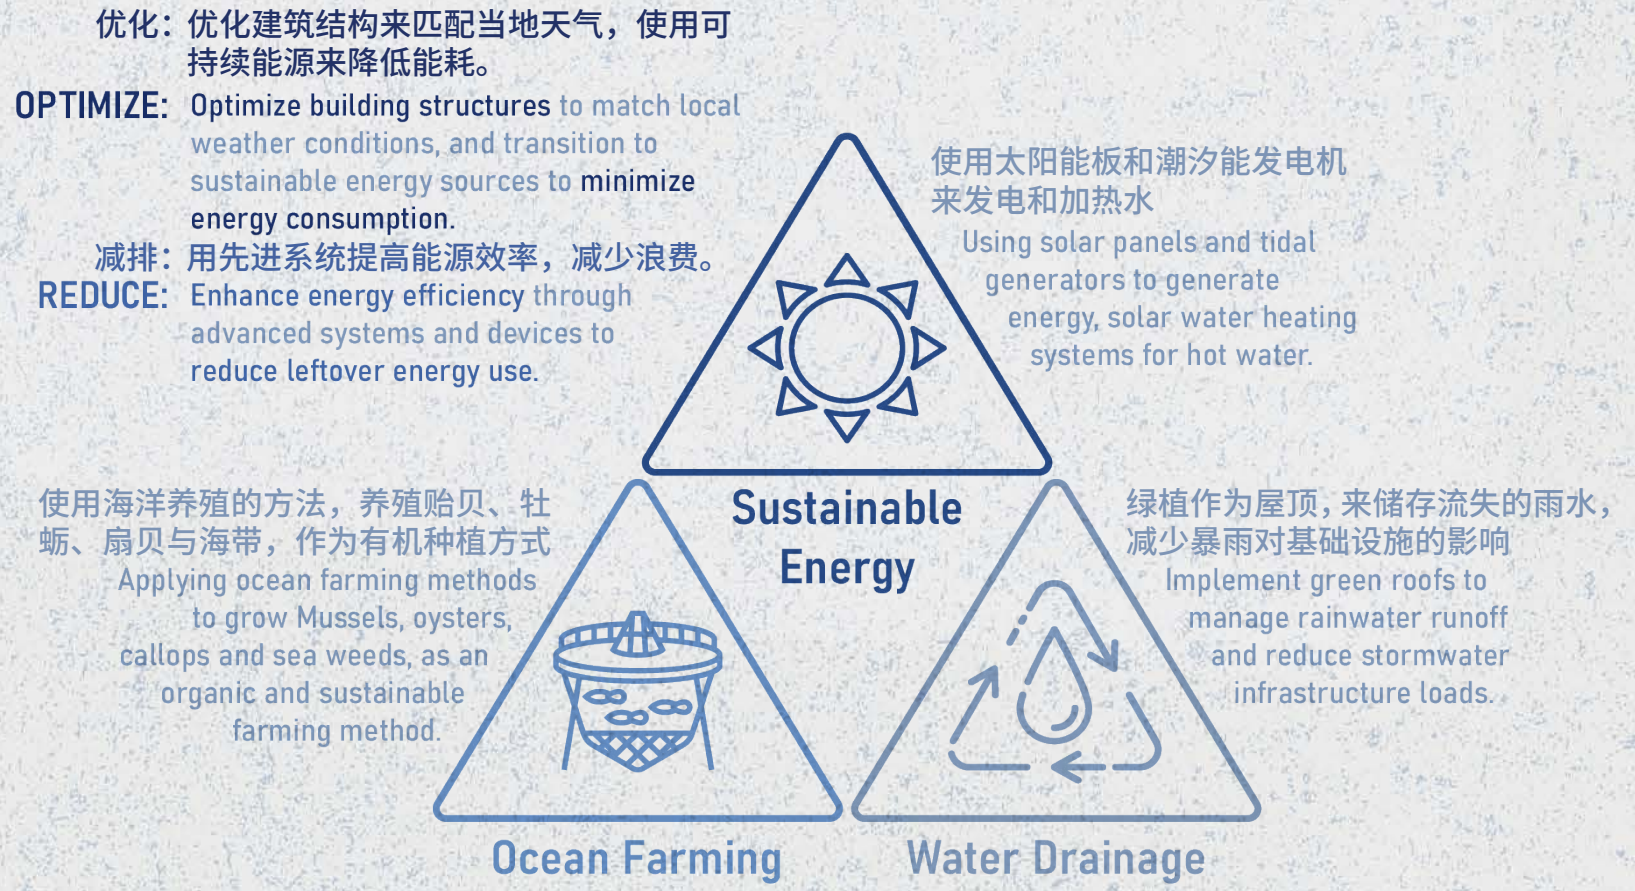 优化：优化建筑结构来匹配当地天气，使用可
持续能源来降低能耗。
OPTIMIZE: Optimize building structures to match local
weather conditions, and transition to
sustainable energy sources to minimize
energy consumption.
减排：用先进系统提高能源效率，减少浪费。
REDUCE: Enhance energy efficiency through
advanced systems and devices to
reduce leftover energy use.
使用太阳能板和潮汐能发电机
来发电和加热水
Using solar panels and tidal
generators to generate
energy, solar water heating
systems for hot water.
Sustainable
Energy
使用海洋养殖的方法，养殖贻贝、牡
蛎、扇贝与海带，作为有机种植方式
Applying ocean farming methods
to grow Mussels, oysters,
callops and sea weeds, as an
organic and sustainable
farming method.
Ocean Farming
绿植作为屋顶，来储存流失的雨水，
减少暴雨对基础设施的影响
Implement green roofs to
manage rainwater runoff
and reduce stormwater
infrastructure loads.
Water Drainage